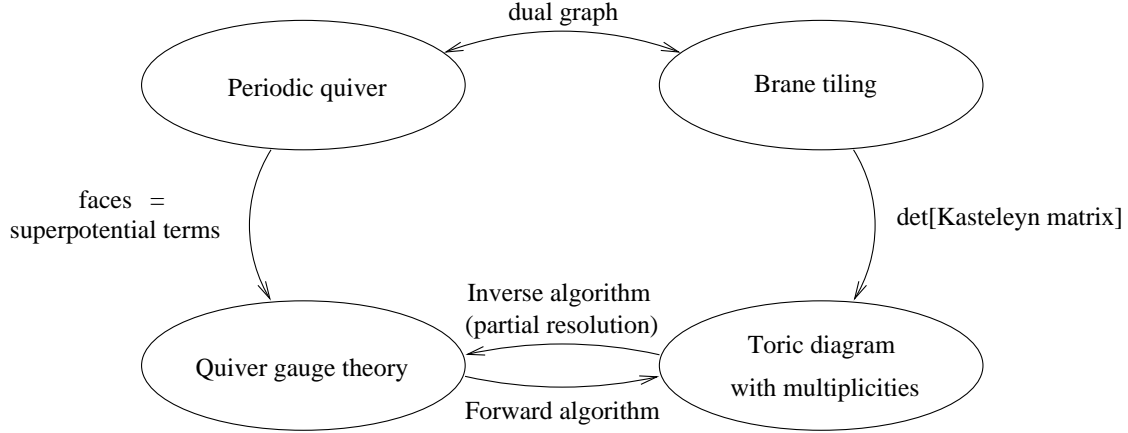 dual graph
Periodic quiver
Brane tiling
faces =
superpotential terms
det[Kasteleyn matrix]
Inverse algorithm
(partial resolution)
Quiver gauge theory
Toric diagram
with multiplicities
Forward algorithm